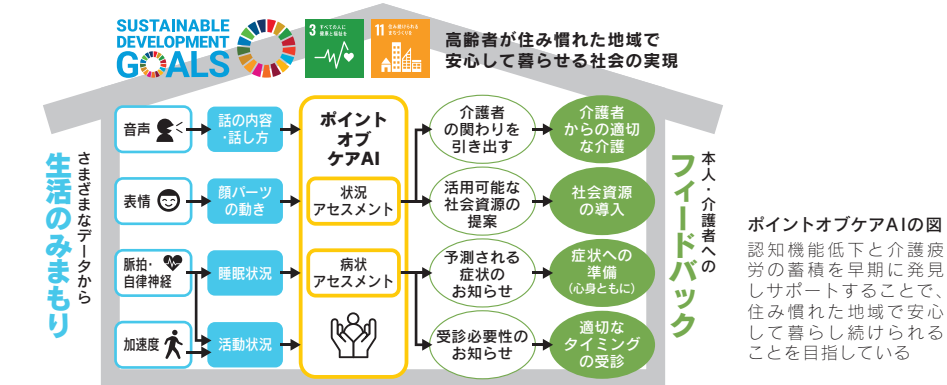 SUSTAINABLE
DEVELOPMENT
GOALS
3 すべての人に
健康と福祉を
11 住み続けられる
まちづくりを
高齢者が住み慣れた地域で
安心して暮らせる社会の実現
さまざまなデータから
生活のみまもり
音声
話の内容
・話し方
表情
顔パーツ
の動き
脈拍・
自律神経
睡眠状況
加速度
活動状況
ポイント
オブ
ケアAI
状況
アセスメント
病状
アセスメント
介護者
の関わりを
引き出す
介護者
からの適切
な介護
活用可能な
社会資源の
提案
社会資源
の導入
予測される
症状の
お知らせ
症状への
準備
(心身ともに)
受診必要性の
お知らせ
適切な
タイミング
の受診
本人・介護者への
フィードバック
ポイントオブケアAIの図
認知機能低下と介護疲
労の蓄積を早期に発見
しサポートすることで、
住み慣れた地域で安心
して暮らし続けられる
ことを目指している